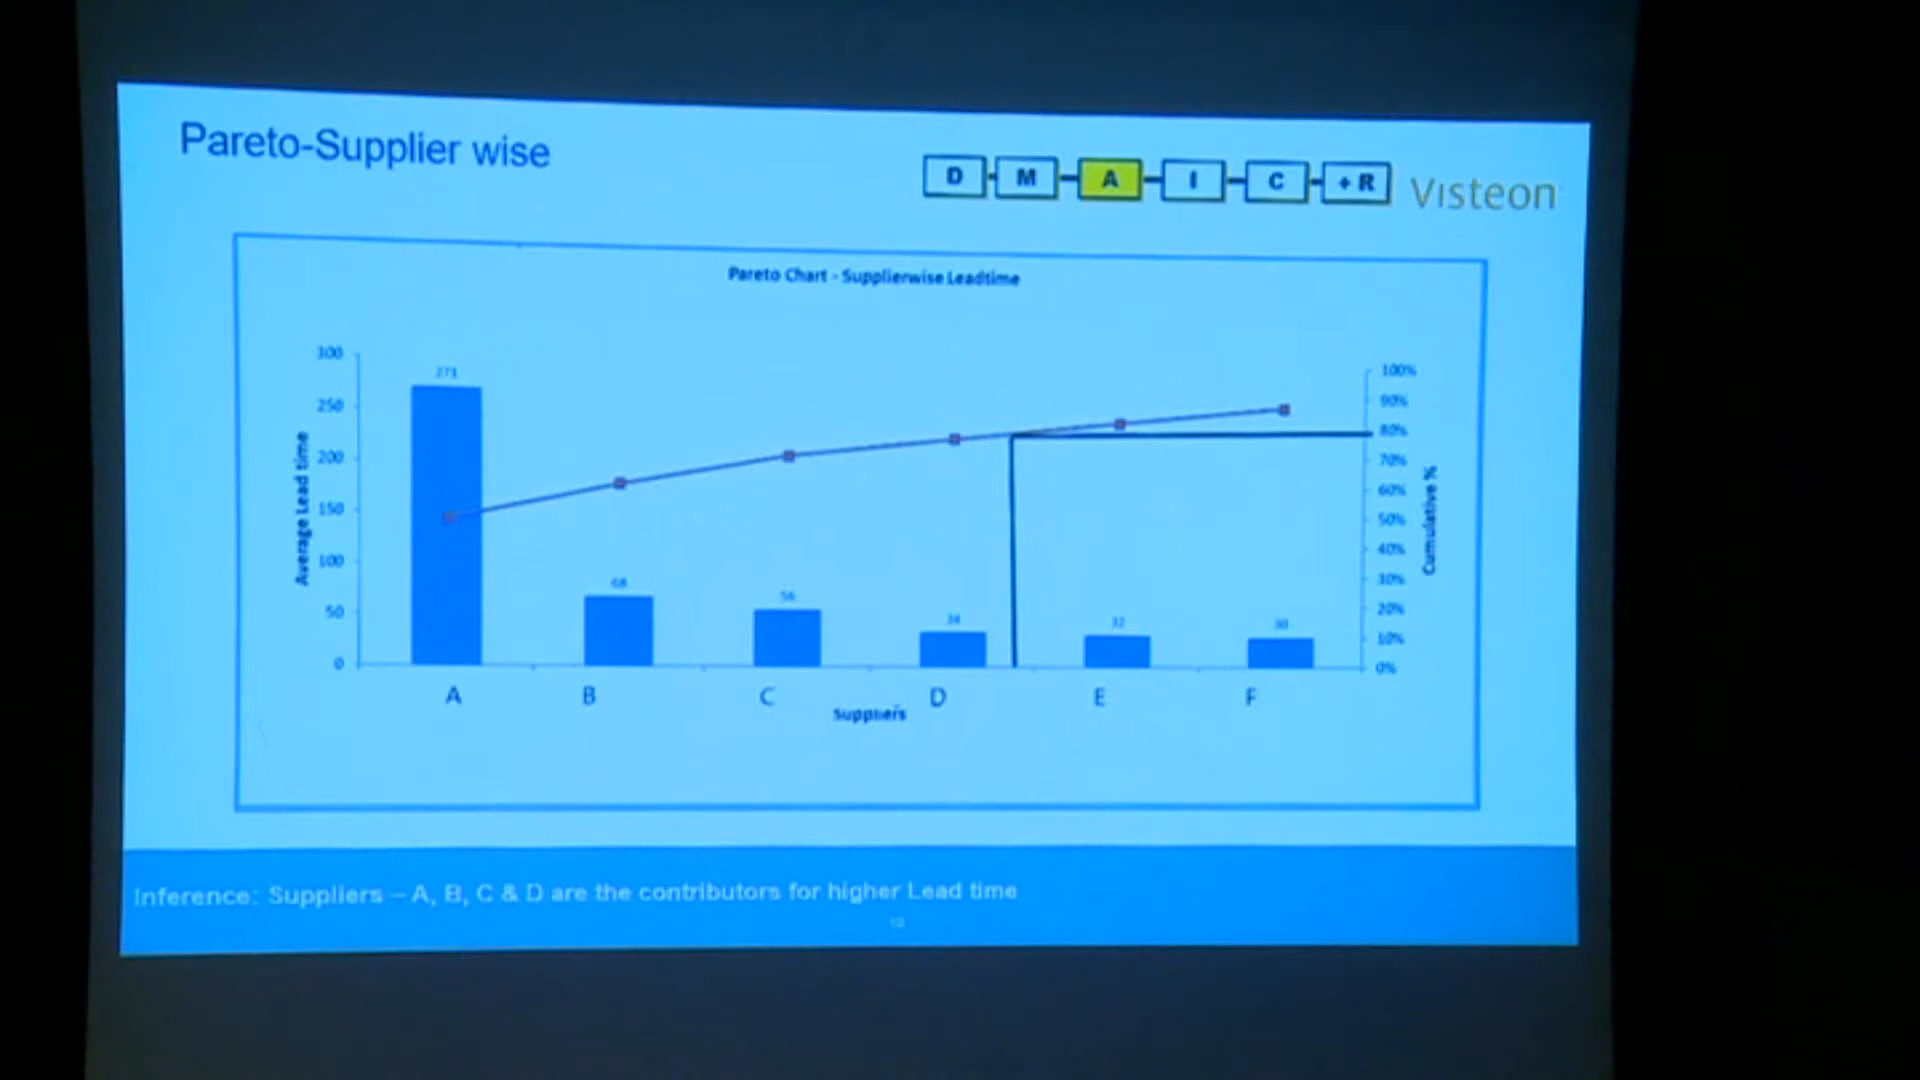 Pareto-Supplier wise
D M A I C +R
Visteon
Pareto Chart - Supplierwise Leadtime
300
250
200
150
100
50
0
Average Lead time
271
68
56
34
32
30
100%
90%
80%
70%
60%
50%
40%
30%
20%
10%
0%
Cumulative %
A B C D E F
Suppliers
Inference: Suppliers – A, B, C & D are the contributors for higher Lead time